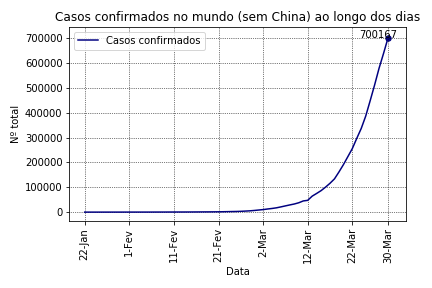 Casos confirmados no mundo (sem China) ao longo dos dias
Casos confirmados
700167
700000
600000
500000
400000
300000
200000
100000
0
Nº total
22-Jan
1-Fev
11-Fev
21-Fev
2-Mar
12-Mar
22-Mar
30-Mar
Data